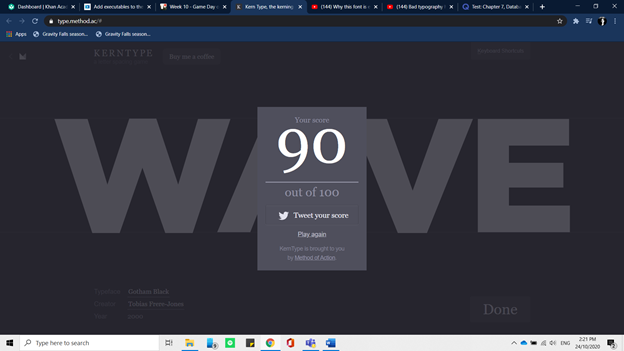 Dashboard | Khan Aca
Add executables to the
Week 10 - Game Day
Kern Type, the kerning
(144) Why this font is
(144) Bad typography
Test: Chapter 7, Datab
type.method.ac/#
Apps
Gravity Falls season...
Gravity Falls season...
KERNTYPE
Buy me a coffee
WAVE
Your score
90
out of 100
Tweet your score
Play again
KernType is brought to you
by Method of Action
Typeface Gotham Black
Tobias Frere-Jones
Year 2000
Done
Type here to search
ENG
2:21 PM
24/10/2020